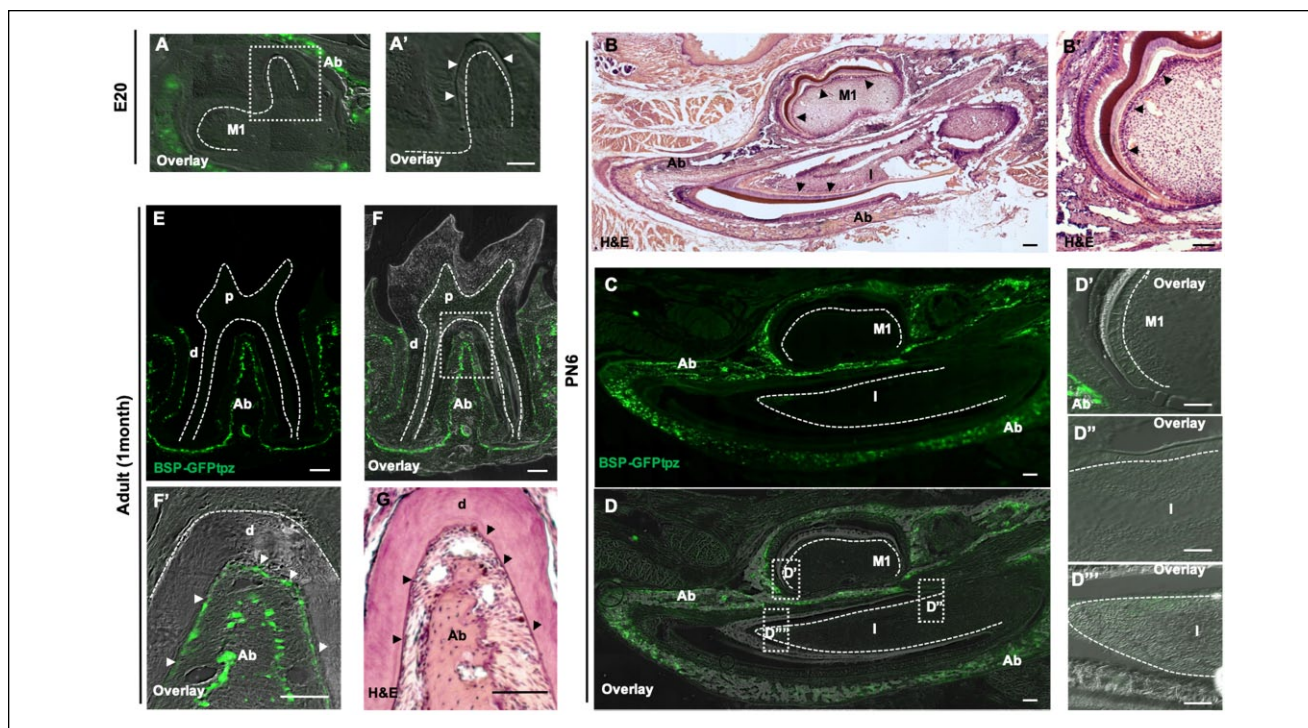 E20
A
Ab
M1
Overlay
A'
Overlay
Adult (1month)
E
p
d
Ab
BSP-GFPtpz
F
p
d
Ab
Overlay
F'
d
Ab
Overlay
G
d
Ab
H&E
PN6
B
M1
Ab
I
Ab
H&E
B'
H&E
C
M1
Ab
I
Ab
BSP-GFPtpz
D
M1
D'
Ab
D"
D"'
I
Ab
Overlay
D'
Overlay
M1
Ab
D"
Overlay
I
D"'
Overlay
I